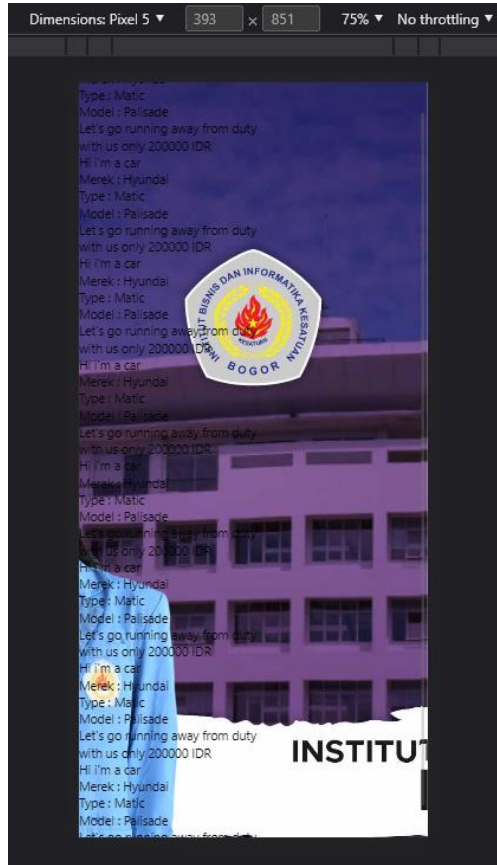 Dimensions: Pixel 5 ▼ 393 × 851 75% ▼ No throttling ▼
Type : Matic
Model : Palisade
Let's go running away from duty
with us only 200000 IDR
Hi i'm a car
Merek : Hyundai
Type : Matic
Model : Palisade
Let's go running away from duty
with us only 200000 IDR
Hi i'm a car
Merek : Hyundai
Type : Matic
Model : Palisade
Let's go running away from duty
with us only 200000 IDR
Hi i'm a car
Merek : Hyundai
Type : Matic
Model : Palisade
Let's go running away from duty
with us only 200000 IDR
Hi i'm a car
Merek : Hyundai
Type : Matic
Model : Palisade
Let's go running away from duty
with us only 200000 IDR
Hi i'm a car
Merek : Hyundai
Type : Matic
Model : Palisade
Let's go running away from duty
with us only 200000 IDR
Hi i'm a car
Merek : Hyundai
Type : Matic
Model : Palisade
Let's go running away from duty
with us only 200000 IDR
Hi i'm a car
Merek : Hyundai
Type : Matic
Model : Palisade
Let's go running away from duty
INSTITUT BISNIS DAN INFORMATIKA KESATUAN
BOGOR
INSTITUT